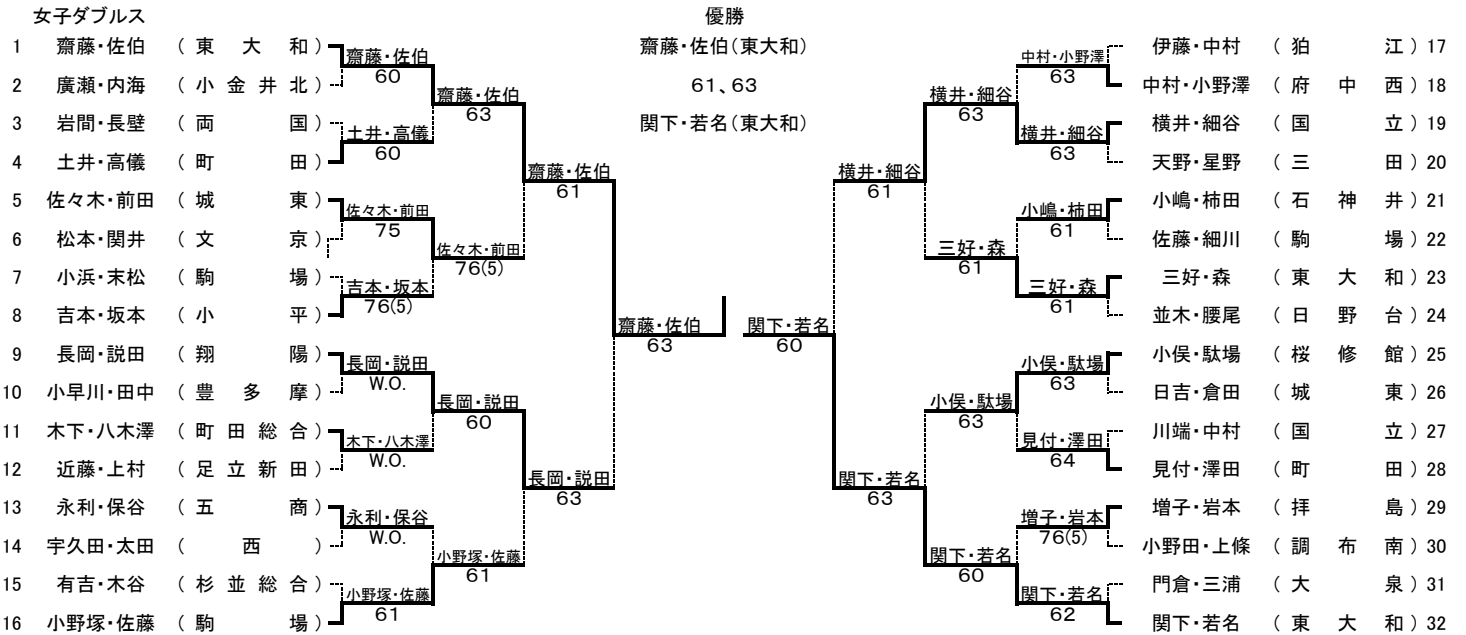 女子ダブルス
優勝
1 齋藤・佐伯 （ 東大和 ）
2 廣瀬・内海 （ 小金井北 ）
3 岩間・長壁 （ 両国 ）
4 土井・高儀 （ 町田 ）
5 佐々木・前田 （ 城東 ）
6 松本・関井 （ 文京 ）
7 小浜・末松 （ 駒場 ）
8 吉本・坂本 （ 小平 ）
9 長岡・説田 （ 翔陽 ）
10 小早川・田中 （ 豊多摩 ）
11 木下・八木澤 （ 町田総合 ）
12 近藤・上村 （ 足立新田 ）
13 永利・保谷 （ 五商 ）
14 宇久田・太田 （ 西 ）
15 有吉・木谷 （ 杉並総合 ）
16 小野塚・佐藤 （ 駒場 ）
齋藤・佐伯
60
土井・高儀
60
佐々木・前田
75
吉本・坂本
76(5)
長岡・説田
W.O.
木下・八木澤
W.O.
永利・保谷
W.O.
小野塚・佐藤
61
齋藤・佐伯
63
佐々木・前田
76(5)
長岡・説田
60
小野塚・佐藤
61
齋藤・佐伯
61
長岡・説田
63
齋藤・佐伯
63
齋藤・佐伯(東大和)
61、63
関下・若名(東大和)
関下・若名
60
横井・細谷
61
関下・若名
63
横井・細谷
63
三好・森
61
小俣・駄場
63
関下・若名
60
中村・小野澤
63
横井・細谷
63
小嶋・柿田
61
三好・森
61
小俣・駄場
63
見付・澤田
64
増子・岩本
76(5)
関下・若名
62
伊藤・中村 （ 狛江 ） 17
中村・小野澤 （ 府中西 ） 18
横井・細谷 （ 国立 ） 19
天野・星野 （ 三田 ） 20
小嶋・柿田 （ 石神井 ） 21
佐藤・細川 （ 駒場 ） 22
三好・森 （ 東大和 ） 23
並木・腰尾 （ 日野台 ） 24
小俣・駄場 （ 桜修館 ） 25
日吉・倉田 （ 城東 ） 26
川端・中村 （ 国立 ） 27
見付・澤田 （ 町田 ） 28
増子・岩本 （ 拝島 ） 29
小野田・上條 （ 調布南 ） 30
門倉・三浦 （ 大泉 ） 31
関下・若名 （ 東大和 ） 32